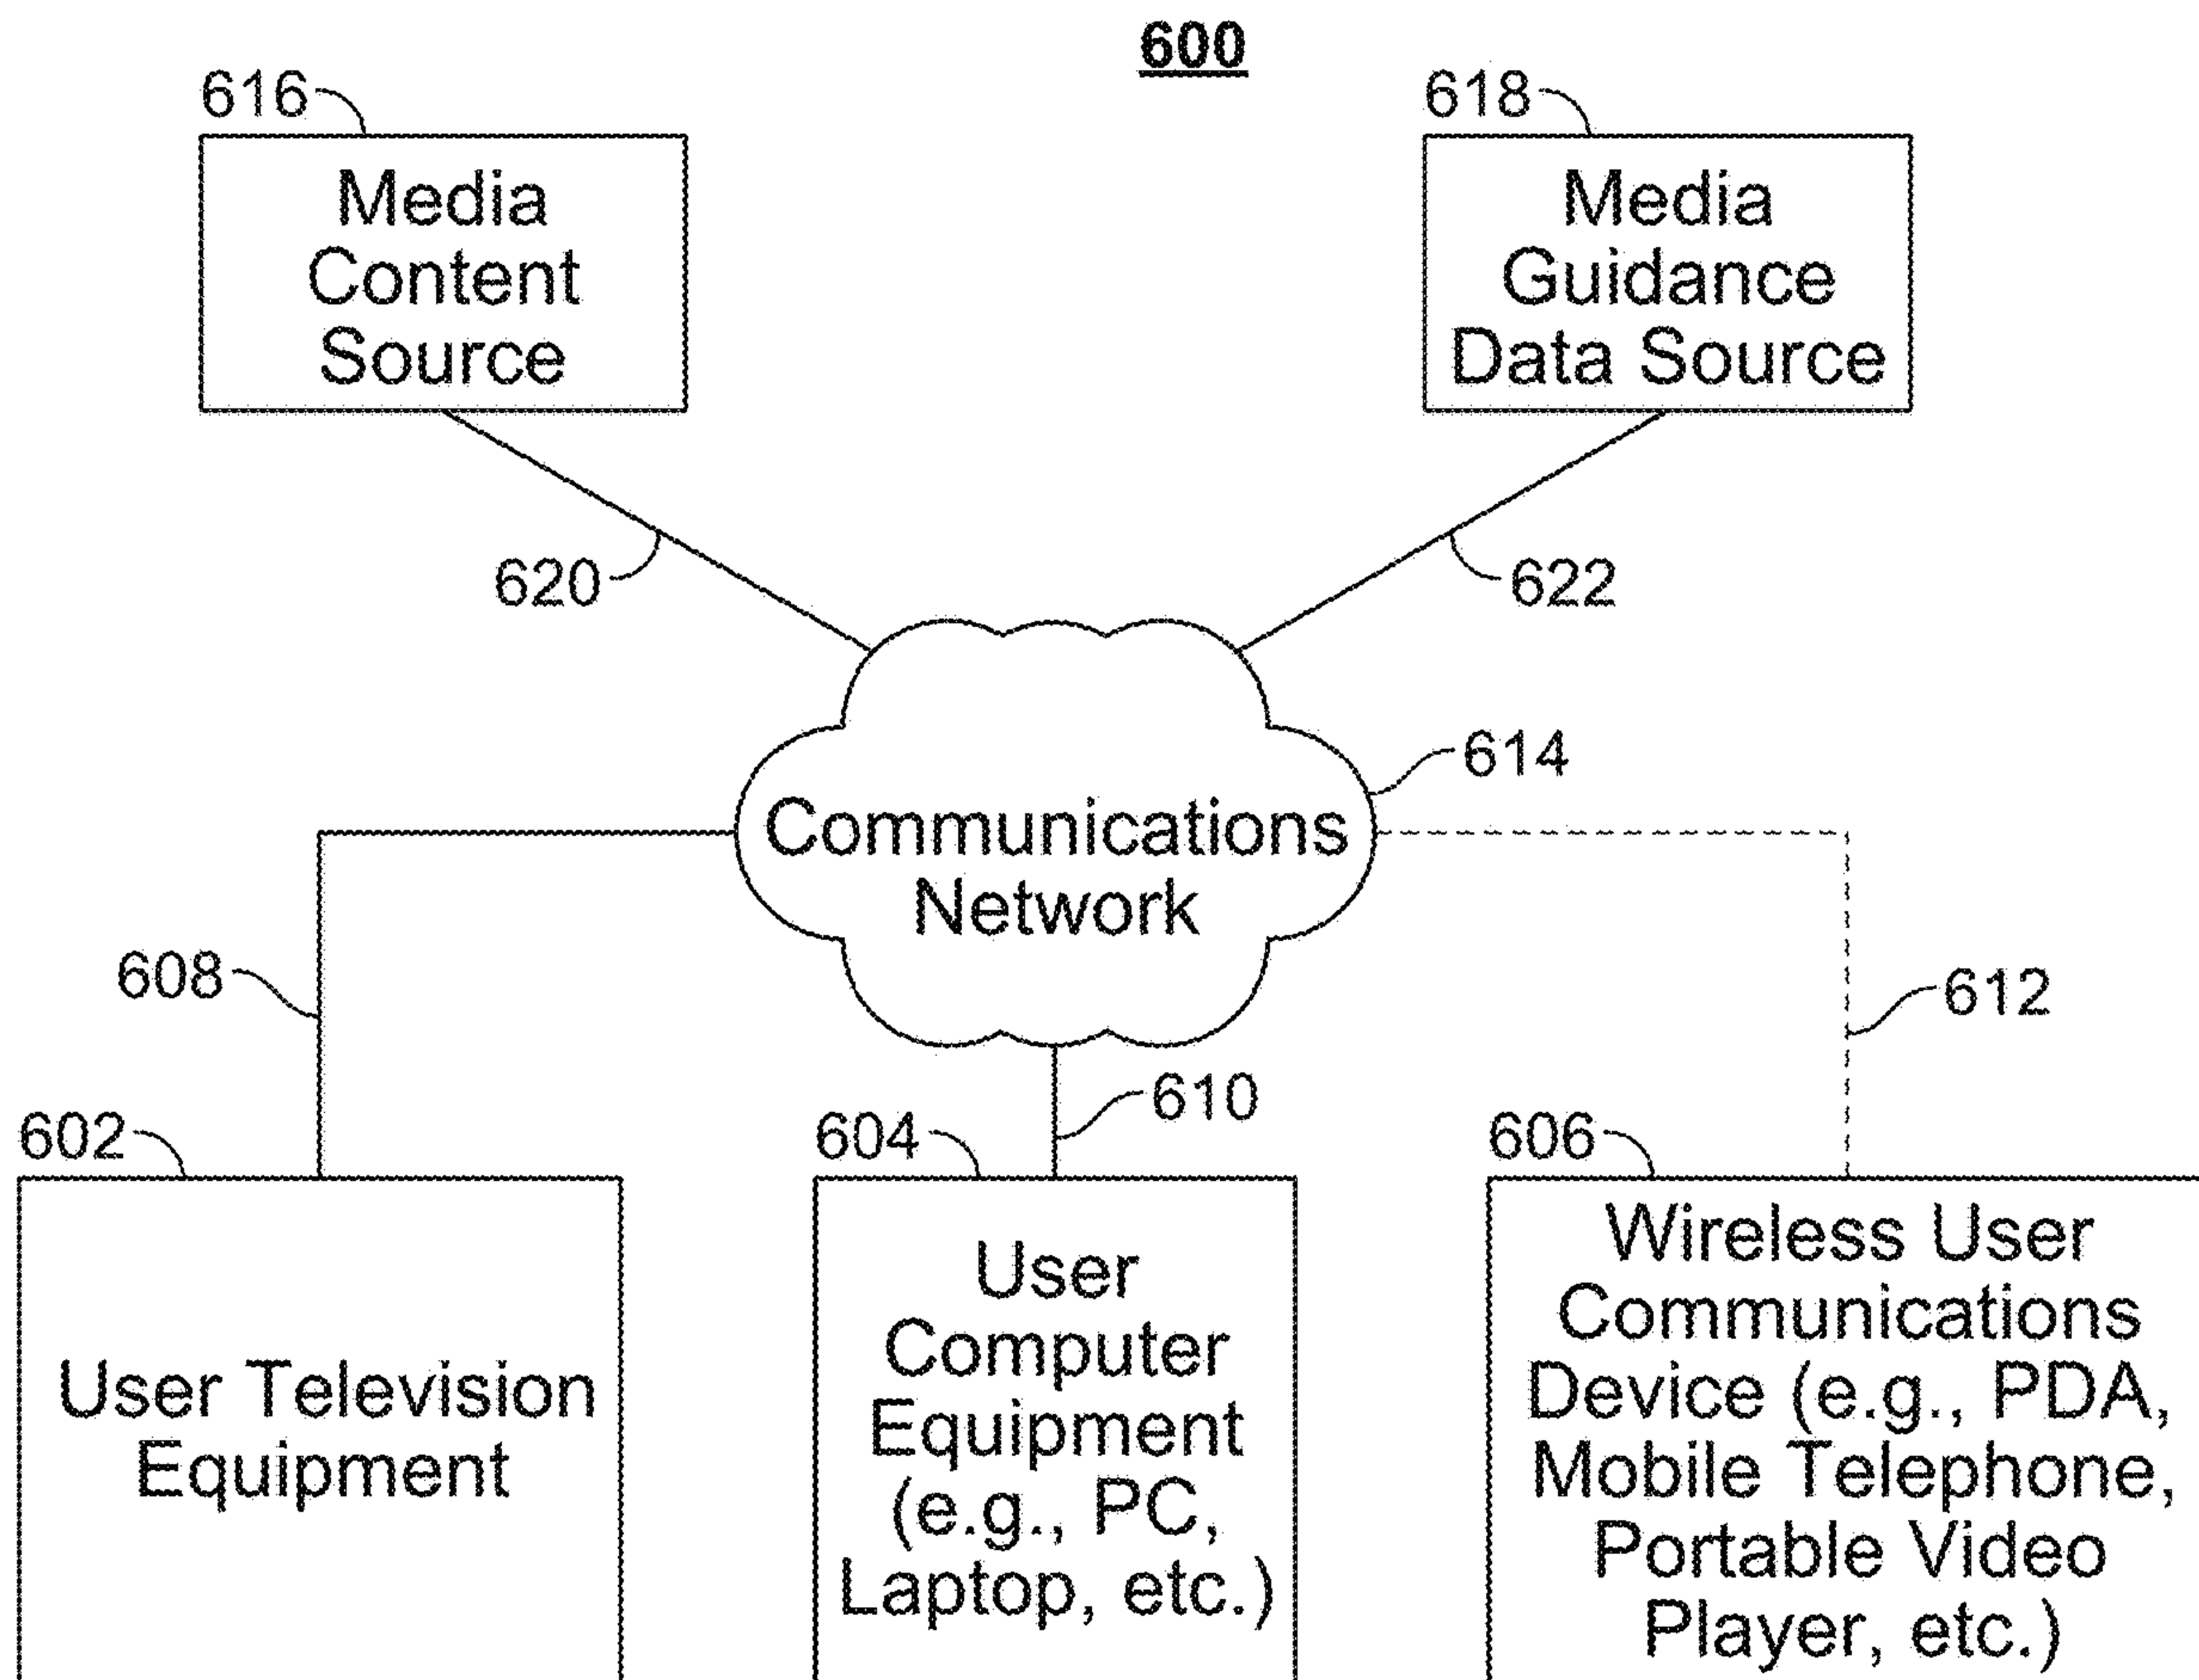 600
616
618
Media
Content
Source
Media
Guidance
Data Source
620
622
614
Communications
Network
608
612
610
602
604
606
User Television
Equipment
User
Computer
Equipment
(e.g., PC,
Laptop, etc.)
Wireless User
Communications
Device (e.g., PDA,
Mobile Telephone,
Portable Video
Player, etc.)